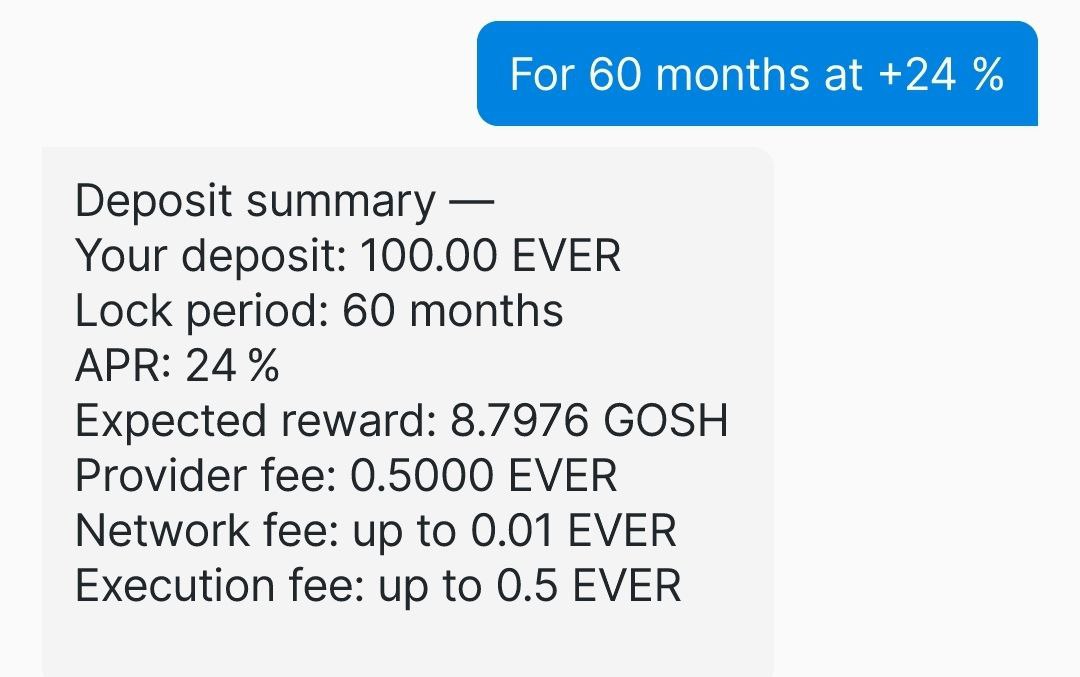 For 60 months at +24 %
Deposit summary —
Your deposit: 100.00 EVER
Lock period: 60 months
APR: 24 %
Expected reward: 8.7976 GOSH
Provider fee: 0.5000 EVER
Network fee: up to 0.01 EVER
Execution fee: up to 0.5 EVER